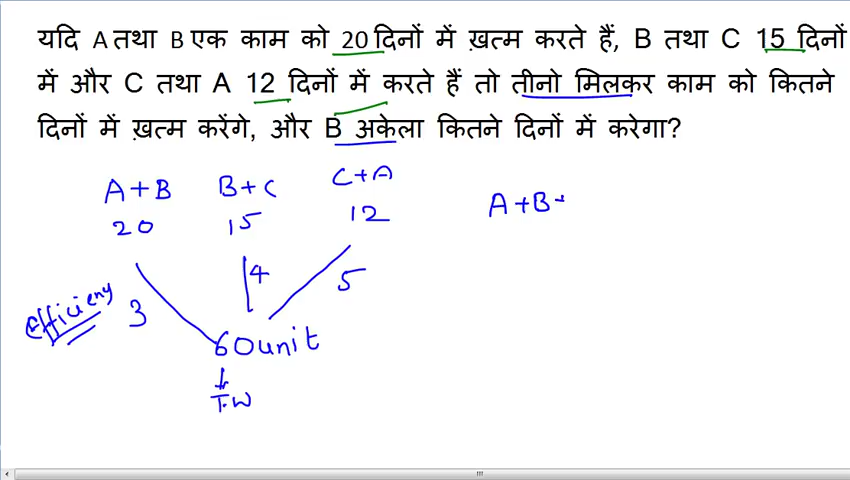 यदि A तथा B एक काम को 20 दिनों में ख़त्म करते हैं, B तथा C 15 दिनों
में और C तथा A 12 दिनों में करते हैं तो तीनो मिलकर काम को कितने
दिनों में ख़त्म करेंगे, और B अकेला कितने दिनों में करेगा?
A+B B+C C+A
20 15 12
A+B+
Efficieny 3 4 5
60unit
T.W